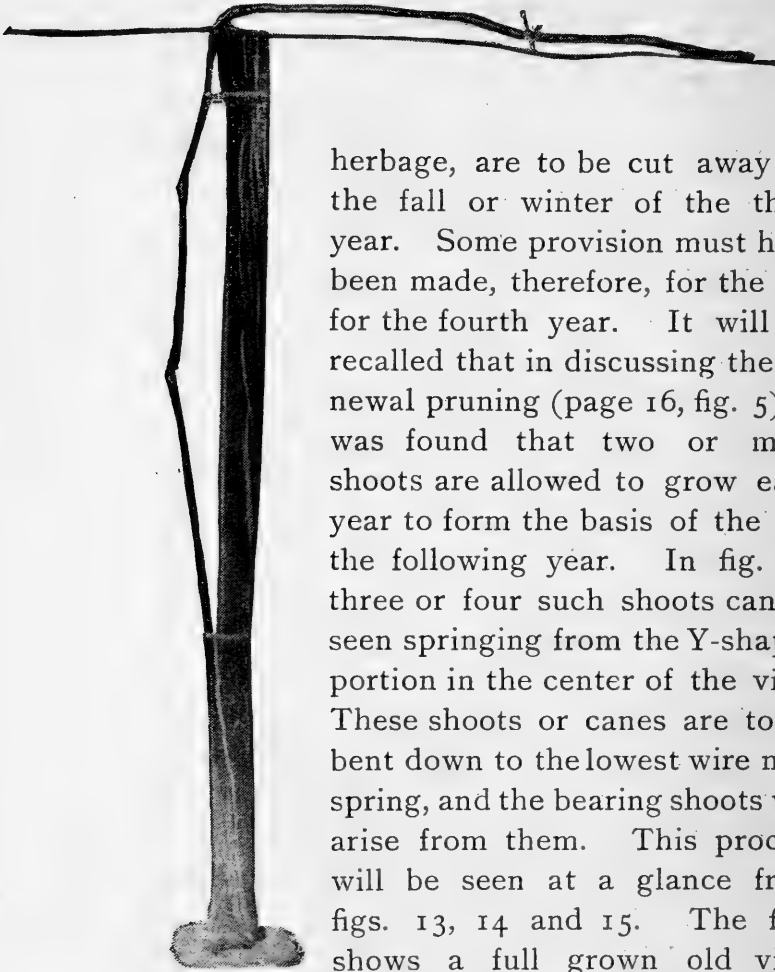 herbage, are to be cut away
the fall or winter of the th
year. Some provision must h
been made, therefore, for the
for the fourth year. It will
recalled that in discussing the
newal pruning (page 16, fig. 5)
was found that two or m
shoots are allowed to grow ea
year to form the basis of the
the following year. In fig.
three or four such shoots can
seen springing from the Y-shap
portion in the center of the vi
These shoots or canes are to
bent down to the lowest wire n
spring, and the bearing shoots
arise from them. This proc
will be seen at a glance fr
figs. 13, 14 and 15. The f
shows a full grown old vi